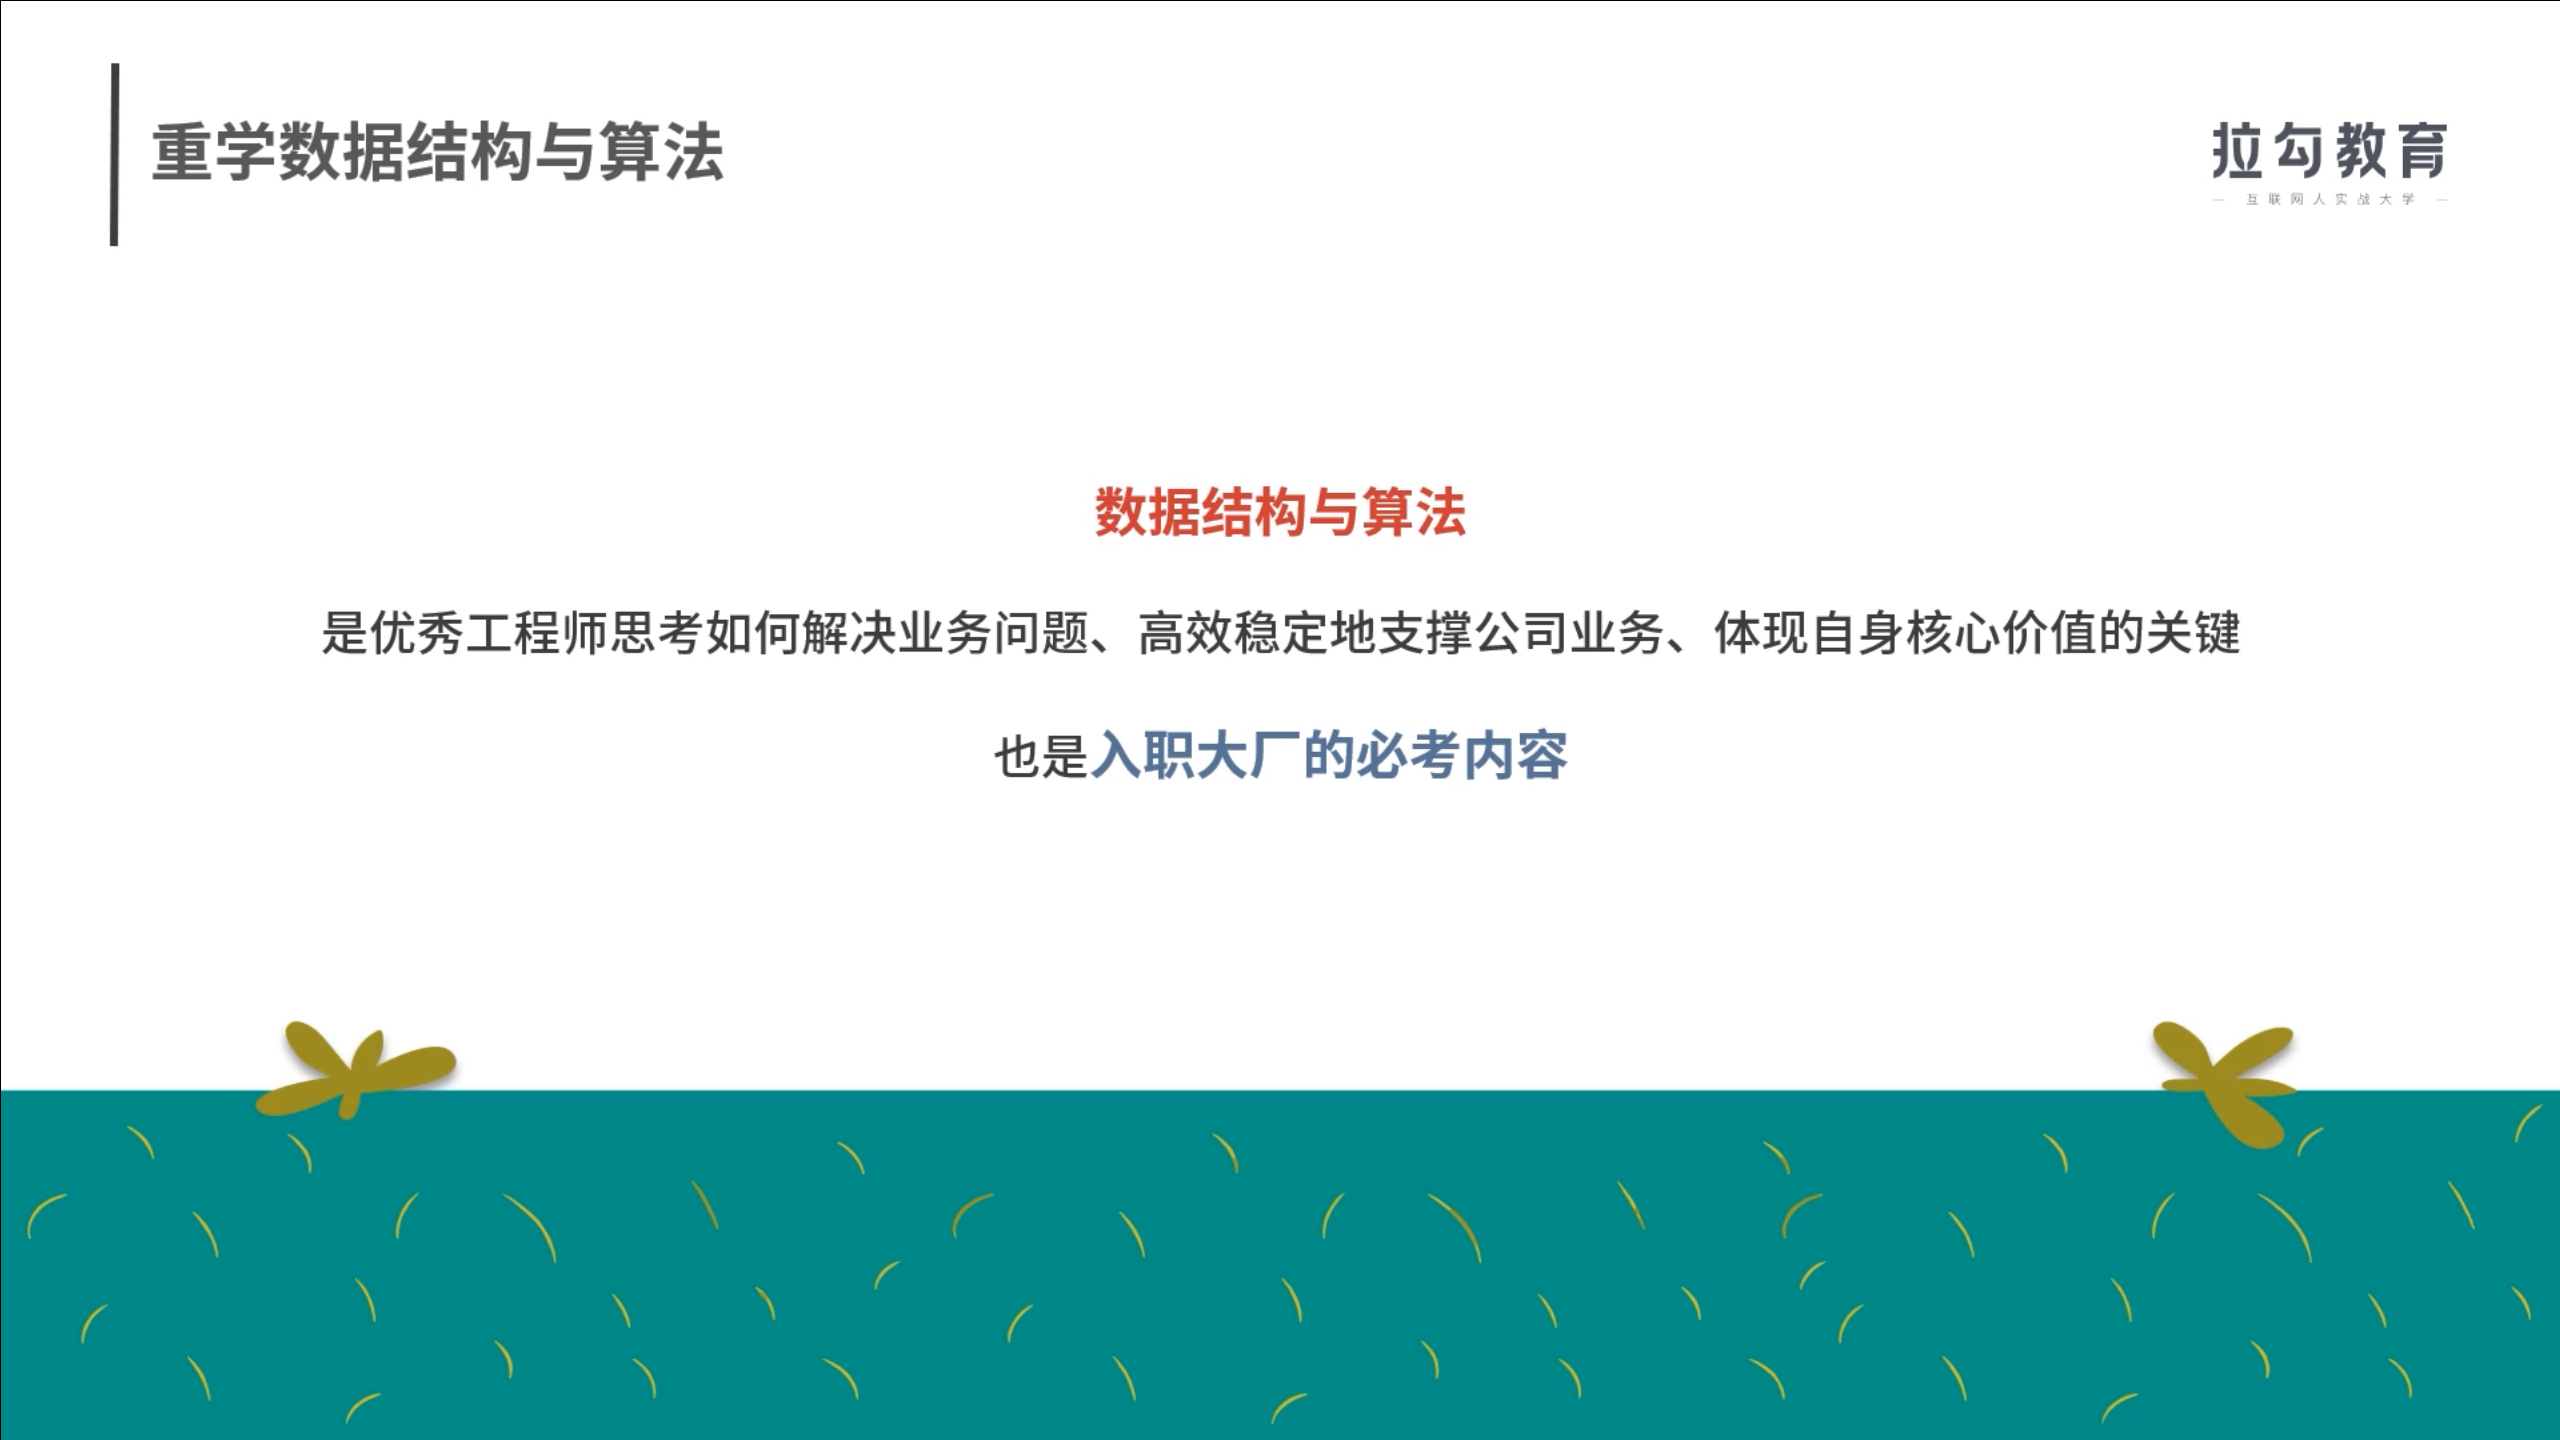 重学数据结构与算法
拉勾教育
— 互联网人实战大学 —
数据结构与算法
是优秀工程师思考如何解决业务问题、高效稳定地支撑公司业务、体现自身核心价值的关键
也是入职大厂的必考内容